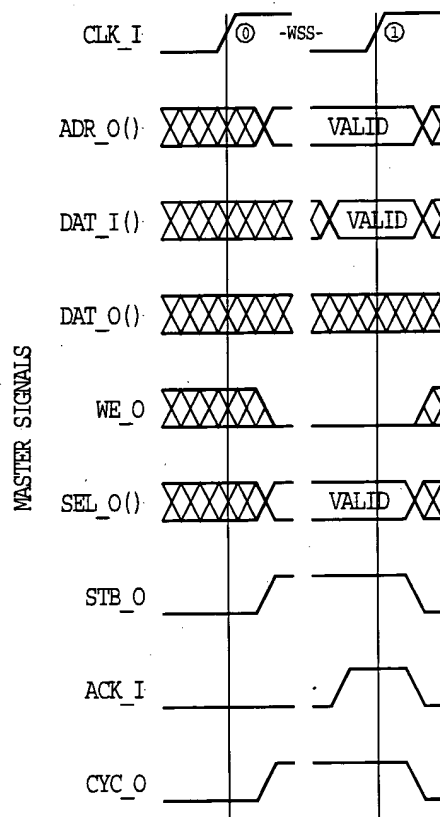 CLK_I
⓪ -WSS- ①
ADR_O()
VALID
DAT_I()
VALID
DAT_O()
MASTER SIGNALS
WE_O
SEL_O()
VALID
STB_O
ACK_I
CYC_O